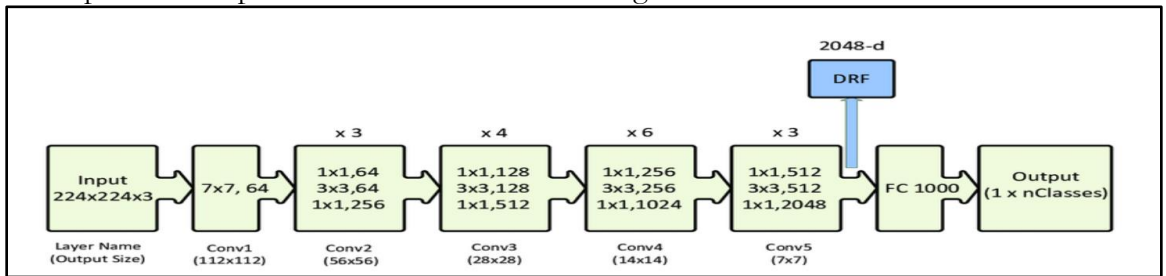 2048-d
DRF
x 3
x 4
x 6
x 3
Input
224x224x3
7x7, 64
1x1,64
3x3,64
1x1,256
1x1,128
3x3,128
1x1,512
1x1,256
3x3,256
1x1,1024
1x1,512
3x3,512
1x1,2048
FC 1000
Output
(1 x nClasses)
Layer Name
(Output Size)
Conv1
(112x112)
Conv2
(56x56)
Conv3
(28x28)
Conv4
(14x14)
Conv5
(7x7)